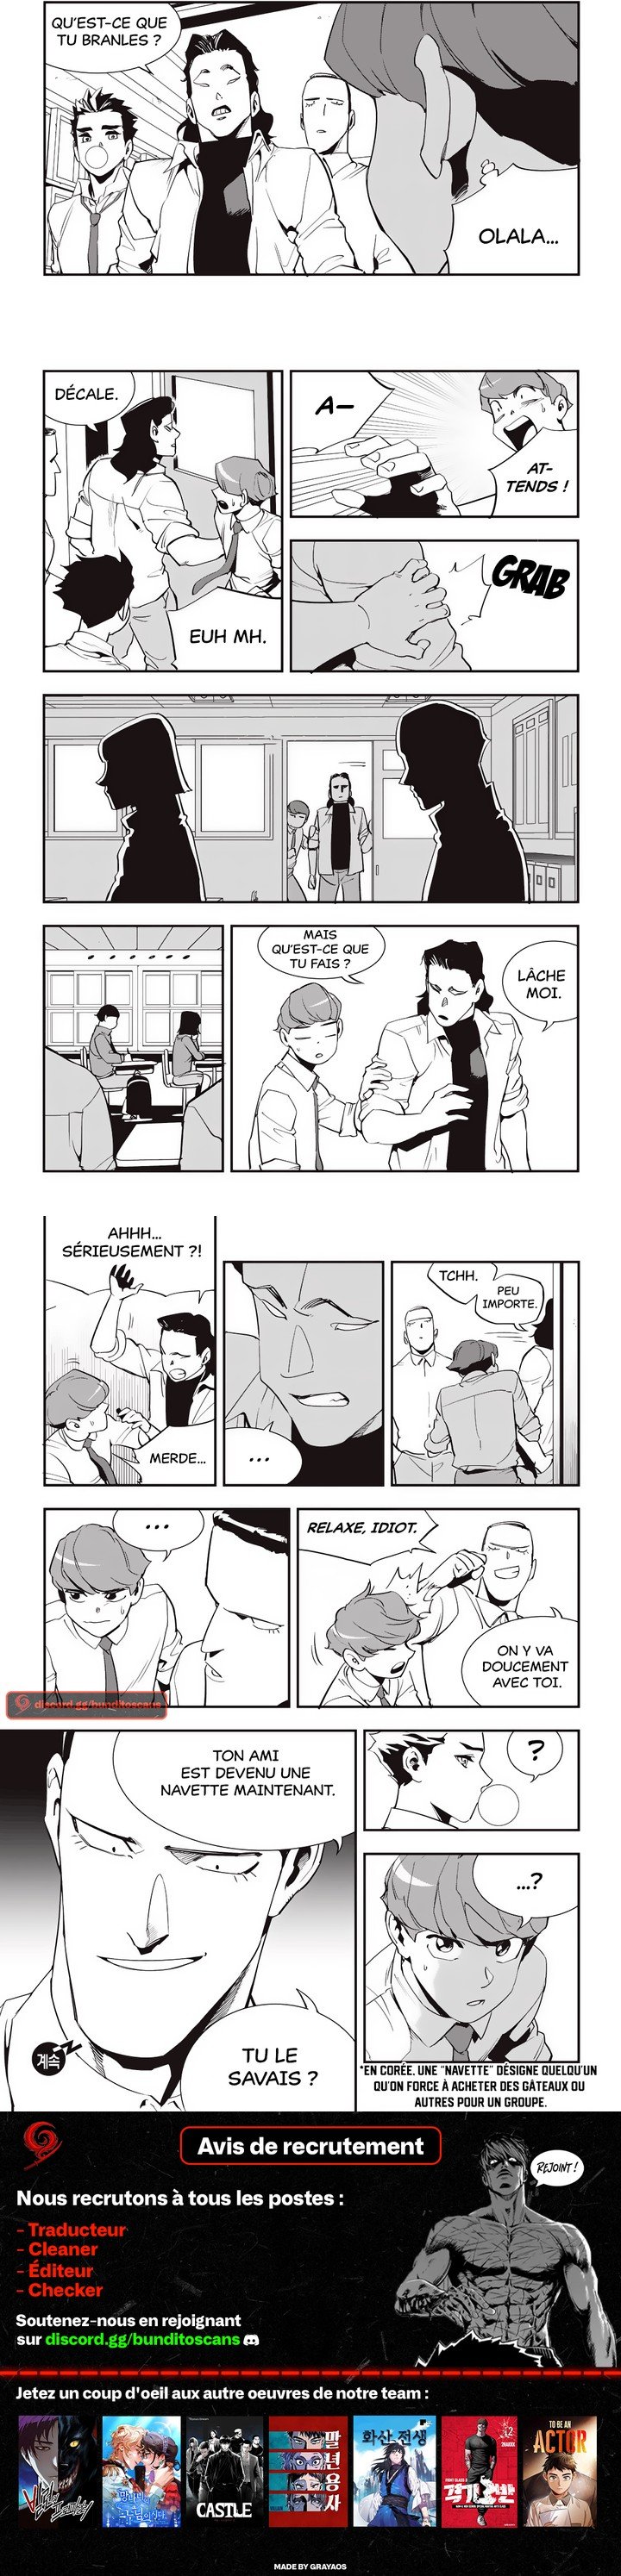 QU'EST-CE QUE
TU BRANLES ?
OLALA...
DÉCALE.
A-
AT-
TENDS !
EUH MH.
GRAB
MAIS
QU'EST-CE QUE
TU FAIS ?
LÂCHE
MOI.
AHHH...
SÉRIEUSEMENT ?!
MERDE...
...
TCHH.
PEU
IMPORTE.
...
RELAXE, IDIOT.
ON Y VA
DOUCEMENT
AVEC TOI.
discord.gg/bunditoscans
TON AMI
EST DEVENU UNE
NAVETTE MAINTENANT.
?
...?
TU LE
SAVAIS ?
계속
*EN CORÉE, UNE "NAVETTE" DÉSIGNE QUELQU'UN
QU'ON FORCE À ACHETER DES GÂTEAUX OU
AUTRES POUR UN GROUPE.
Avis de recrutement
REJOINT !
Nous recrutons à tous les postes :
- Traducteur
- Cleaner
- Éditeur
- Checker
Soutenez-nous en rejoignant
sur discord.gg/bunditoscans
Jetez un coup d'oeil aux autre oeuvres de notre team :
CASTLE
말년용사
화산전생
TO BE AN
ACTOR
MADE BY GRAYAOS